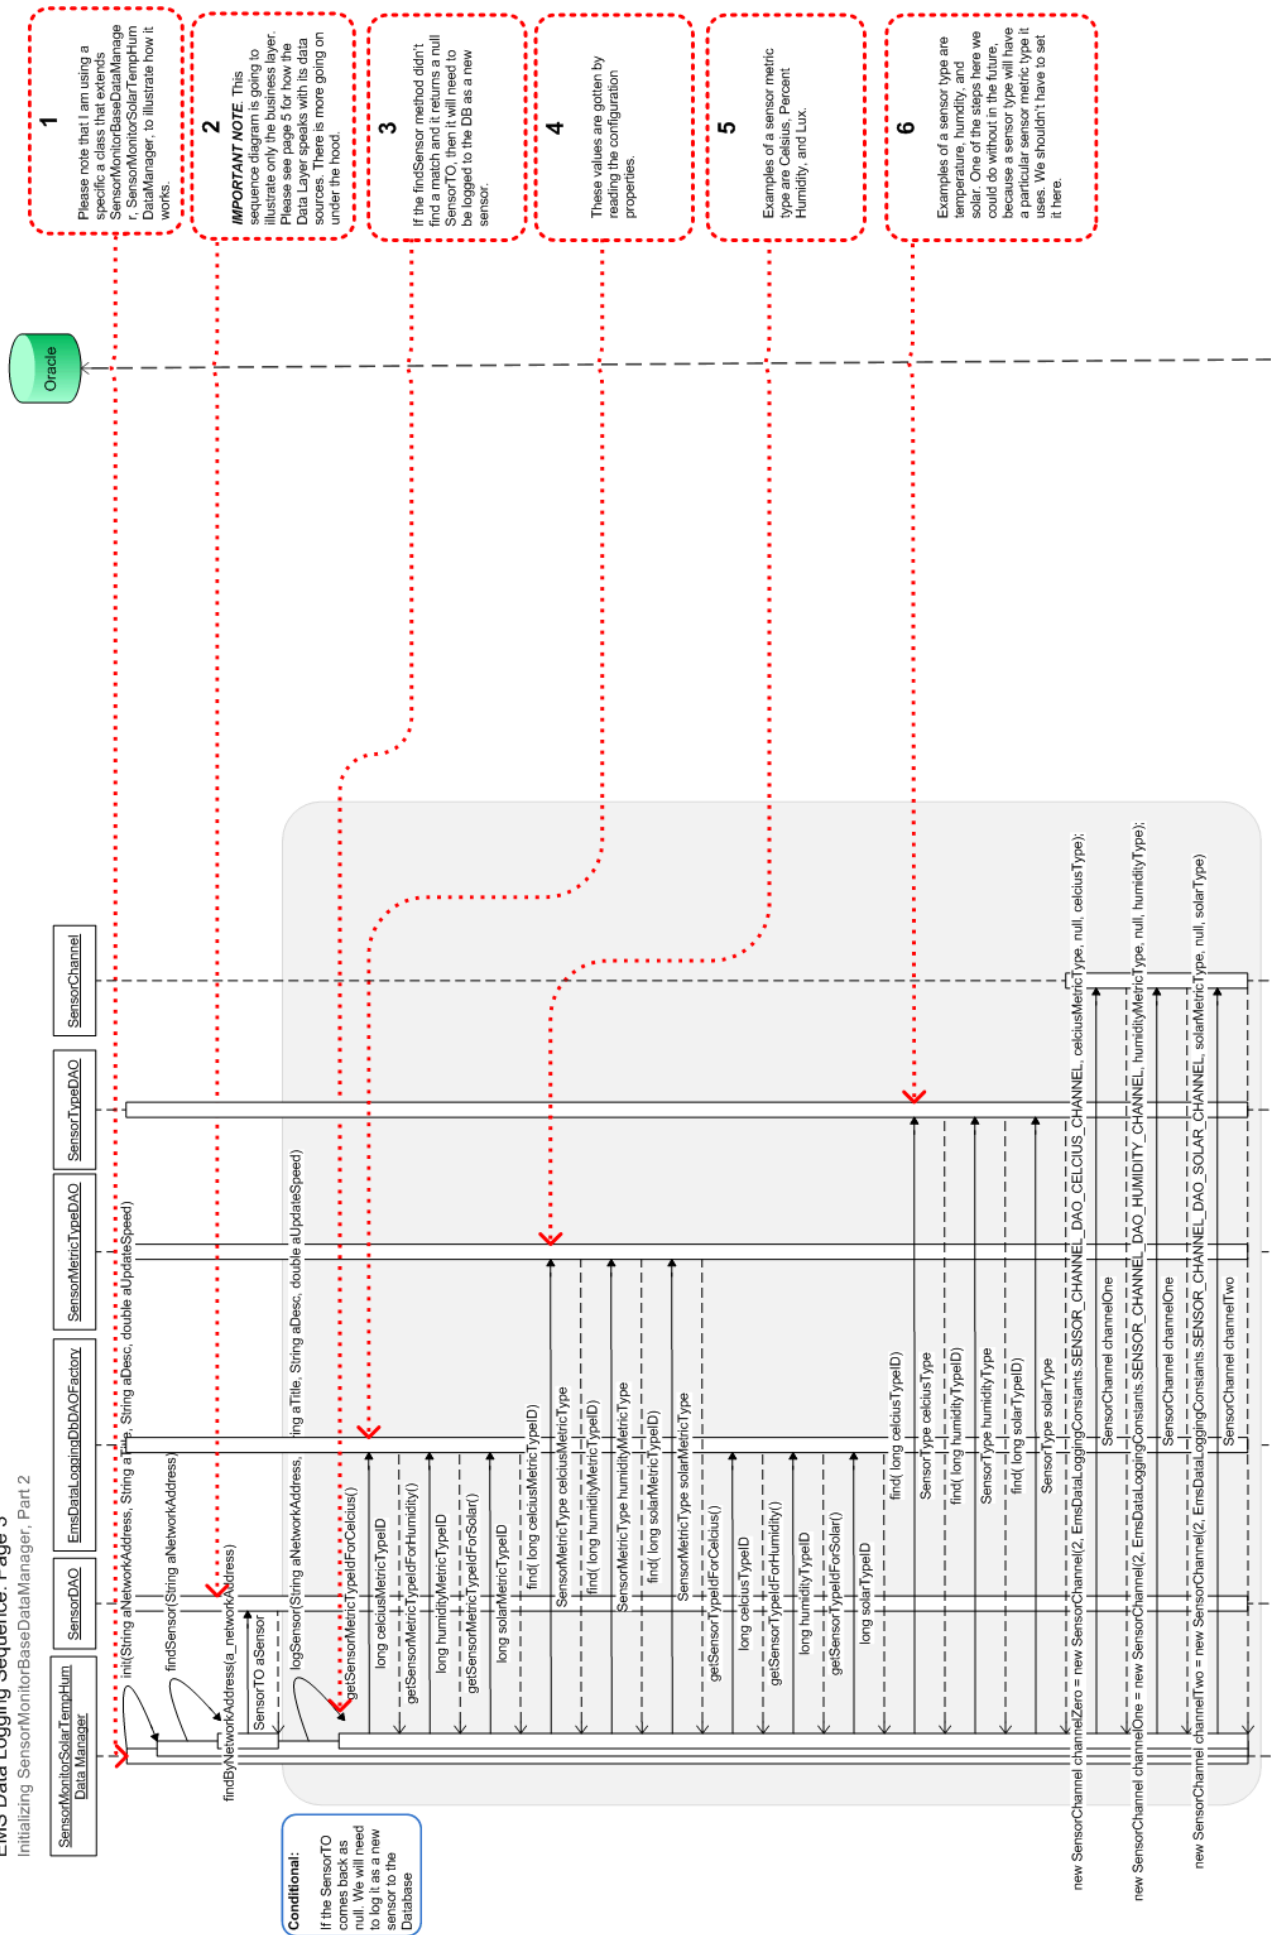 EMS Data Logging Sequence: Page 3
Initializing SensorMonitorBaseDataManager, Part 2
SensorMonitorSolarTempHum
Data Manager
SensorDAO
EmsDataLoggingDbDAOFactory
SensorMetricTypeDAO
SensorTypeDAO
SensorChannel
Oracle
init(String aNetworkAddress, String aTitle, String aDesc, double aUpdateSpeed)
findSensor(String aNetworkAddress)
findByNetworkAddress(a_networkAddress)
SensorTO aSensor
logSensor(String aNetworkAddress,
ing aTitle, String aDesc, double aUpdateSpeed)
getSensorMetricTypeIdForCelcius()
long celciusMetricTypeID
getSensorMetricTypeIdForHumidity()
long humidityMetricTypeID
getSensorMetricTypeIdForSolar()
long solarMetricTypeID
find( long celciusMetricTypeID)
SensorMetricType celciusMetricType
find( long humidityMetricTypeID)
SensorMetricType humidityMetricType
find( long solarMetricTypeID)
SensorMetricType solarMetricType
getSensorTypeIdForCelcius()
long celciusTypeID
getSensorTypeIdForHumidity()
long humidityTypeID
getSensorTypeIdForSolar()
long solarTypeID
find( long celciusTypeID)
SensorType celciusType
find( long humidityTypeID)
SensorType humidityType
find( long solarTypeID)
SensorType solarType
new SensorChannel channelZero = new SensorChannel(2, EmsDataLoggingConstants.SENSOR_CHANNEL_DAO_CELCIUS_CHANNEL, celciusMetricType, null, celciusType);
SensorChannel channelOne
new SensorChannel channelOne = new SensorChannel(2, EmsDataLoggingConstants.SENSOR_CHANNEL_DAO_HUMIDITY_CHANNEL, humidityMetricType, null, humidityType);
SensorChannel channelOne
new SensorChannel channelTwo = new SensorChannel(2, EmsDataLoggingConstants.SENSOR_CHANNEL_DAO_SOLAR_CHANNEL, solarMetricType, null, solarType)
SensorChannel channelTwo
Conditional:
If the SensorTO
comes back as
null. We will need
to log it as a new
sensor to the
Database
1
Please note that I am using a
specific a class that extends
SensorMonitorBaseDataManage
r, SensorMonitorSolarTempHum
DataManager, to illustrate how it
works.
2
IMPORTANT NOTE. This
sequence diagram is going to
illustrate only the business layer.
Please see page 5 for how the
Data Layer speaks with its data
sources. There is more going on
under the hood.
3
If the findSensor method didn't
find a match and it returns a null
SensorTO, then it will need to
be logged to the DB as a new
sensor.
4
These values are gotten by
reading the configuration
properties.
5
Examples of a sensor metric
type are Celsius, Percent
Humidity, and Lux.
6
Examples of a sensor type are
temperature, humdity, and
solar. One of the steps here we
could do without in the future,
because a sensor type will have
a particular sensor metric type it
uses. We shouldn't have to set
it here.